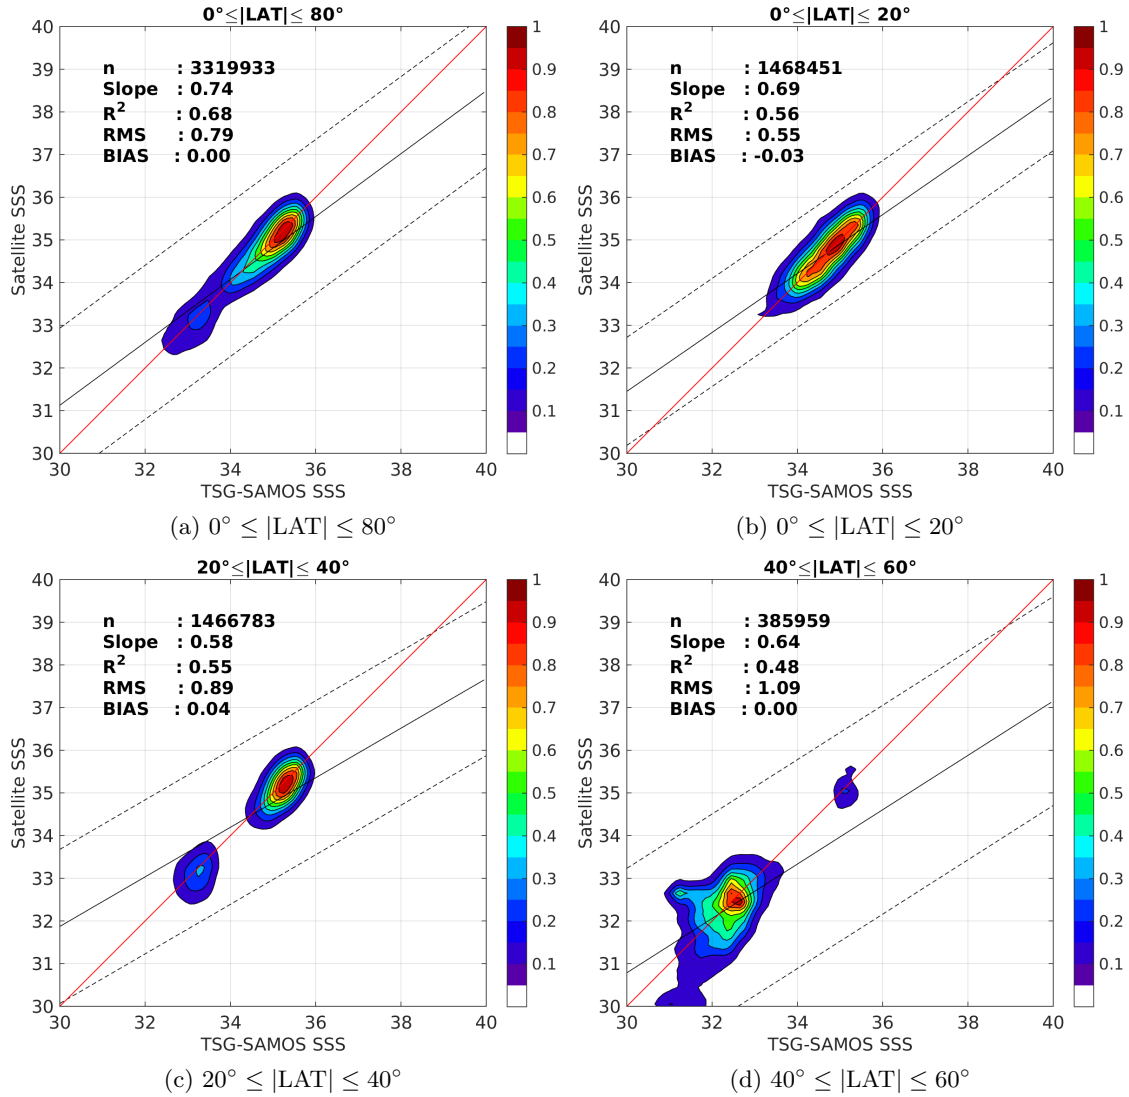 0°≤|LAT|≤ 80°
40
39
38
37
36
35
34
33
32
31
30
Satellite SSS
n : 3319933
Slope : 0.74
R² : 0.68
RMS : 0.79
BIAS : 0.00
30 32 34 36 38 40
TSG-SAMOS SSS
1
0.9
0.8
0.7
0.6
0.5
0.4
0.3
0.2
0.1
(a) 0° ≤ |LAT| ≤ 80°
0°≤|LAT|≤ 20°
40
39
38
37
36
35
34
33
32
31
30
Satellite SSS
n : 1468451
Slope : 0.69
R² : 0.56
RMS : 0.55
BIAS : -0.03
30 32 34 36 38 40
TSG-SAMOS SSS
1
0.9
0.8
0.7
0.6
0.5
0.4
0.3
0.2
0.1
(b) 0° ≤ |LAT| ≤ 20°
20°≤|LAT|≤ 40°
40
39
38
37
36
35
34
33
32
31
30
Satellite SSS
n : 1466783
Slope : 0.58
R² : 0.55
RMS : 0.89
BIAS : 0.04
30 32 34 36 38 40
TSG-SAMOS SSS
1
0.9
0.8
0.7
0.6
0.5
0.4
0.3
0.2
0.1
(c) 20° ≤ |LAT| ≤ 40°
40°≤|LAT|≤ 60°
40
39
38
37
36
35
34
33
32
31
30
Satellite SSS
n : 385959
Slope : 0.64
R² : 0.48
RMS : 1.09
BIAS : 0.00
30 32 34 36 38 40
TSG-SAMOS SSS
1
0.9
0.8
0.7
0.6
0.5
0.4
0.3
0.2
0.1
(d) 40° ≤ |LAT| ≤ 60°